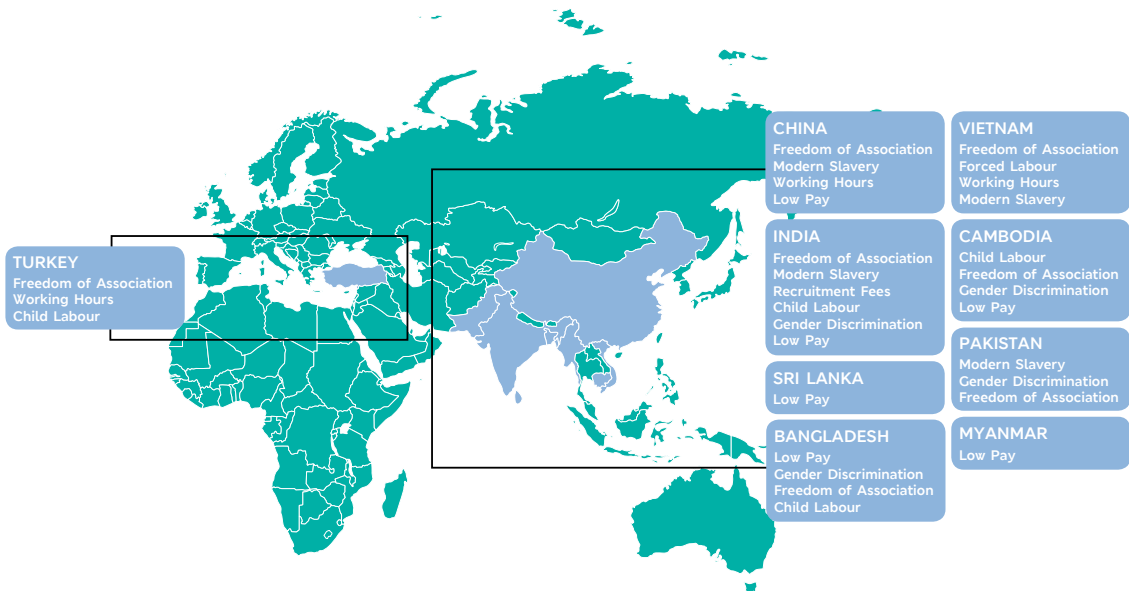 TURKEY
Freedom of Association
Working Hours
Child Labour
CHINA
Freedom of Association
Modern Slavery
Working Hours
Low Pay
INDIA
Freedom of Association
Modern Slavery
Recruitment Fees
Child Labour
Gender Discrimination
Low Pay
SRI LANKA
Low Pay
BANGLADESH
Low Pay
Gender Discrimination
Freedom of Association
Child Labour
VIETNAM
Freedom of Association
Forced Labour
Working Hours
Modern Slavery
CAMBODIA
Child Labour
Freedom of Association
Gender Discrimination
Low Pay
PAKISTAN
Modern Slavery
Gender Discrimination
Freedom of Association
MYANMAR
Low Pay